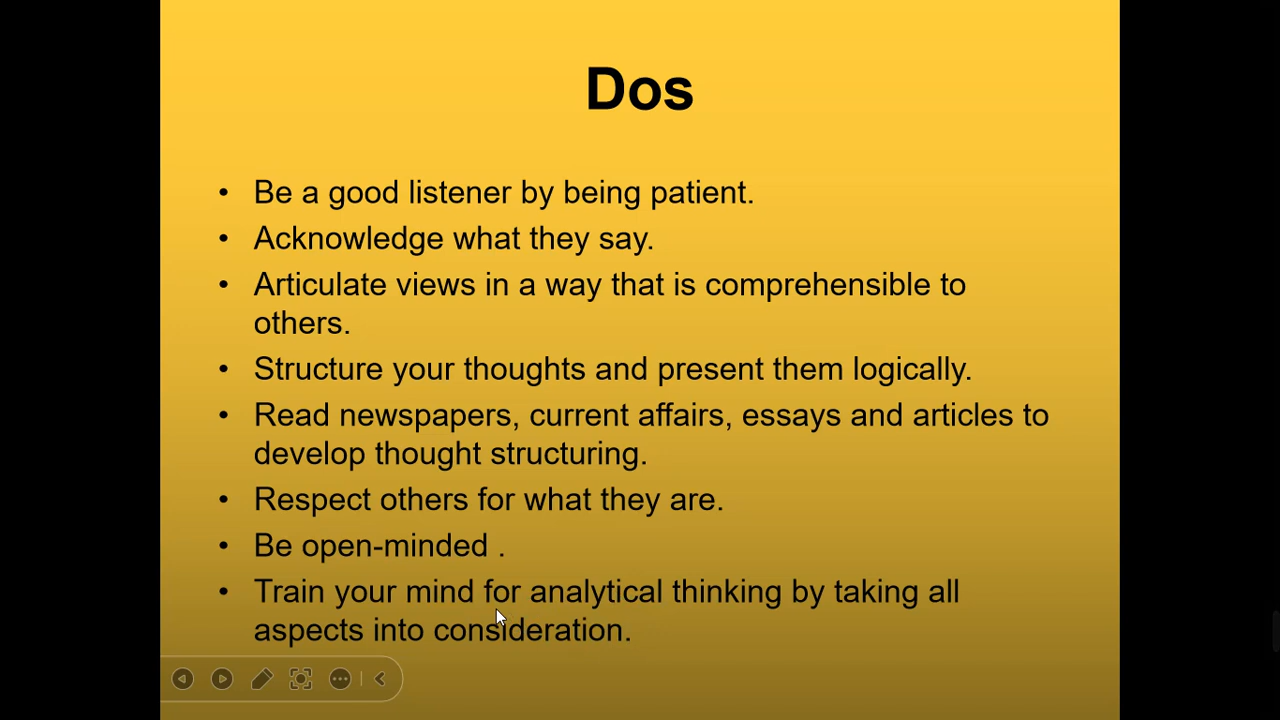 Dos
• Be a good listener by being patient.
• Acknowledge what they say.
• Articulate views in a way that is comprehensible to
others.
• Structure your thoughts and present them logically.
• Read newspapers, current affairs, essays and articles to
develop thought structuring.
• Respect others for what they are.
• Be open-minded .
• Train your mind for analytical thinking by taking all
aspects into consideration.